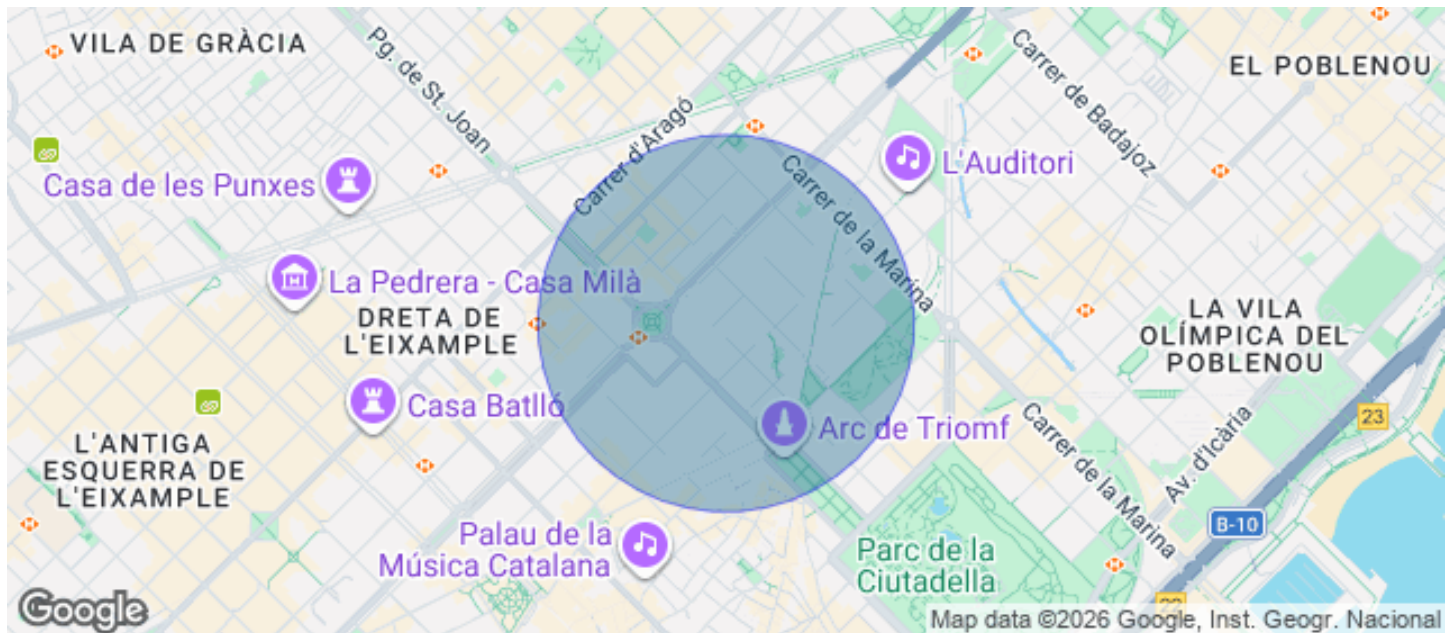 VILA DE GRÀCIA
Pg. de St. Joan
Carrer d'Aragó
Carrer de Badajoz
EL POBLENOU
Casa de les Punxes
L'Auditori
Carrer de la Marina
La Pedrera - Casa Milà
DRETA DE
L'EIXAMPLE
LA VILA
OLÍMPICA DEL
POBLENOU
Casa Batlló
Arc de Triomf
23
L'ANTIGA
ESQUERRA DE
L'EIXAMPLE
Carrer de la Marina
Av. d'Icària
B-10
Palau de la
Música Catalana
Parc de la
Ciutadella
Google
Map data ©2026 Google, Inst. Geogr. Nacional